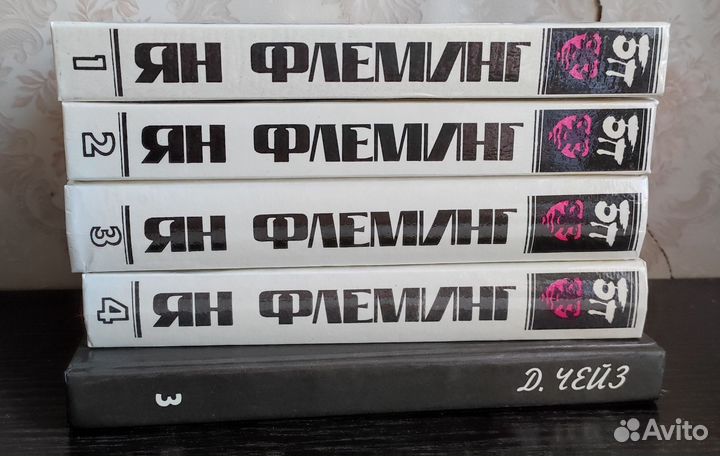 1 ЯН ФЛЕМИНГ БП
2 ЯН ФЛЕМИНГ БП
3 ЯН ФЛЕМИНГ БП
4 ЯН ФЛЕМИНГ БП
3 Д. ЧЕЙЗ
Avito